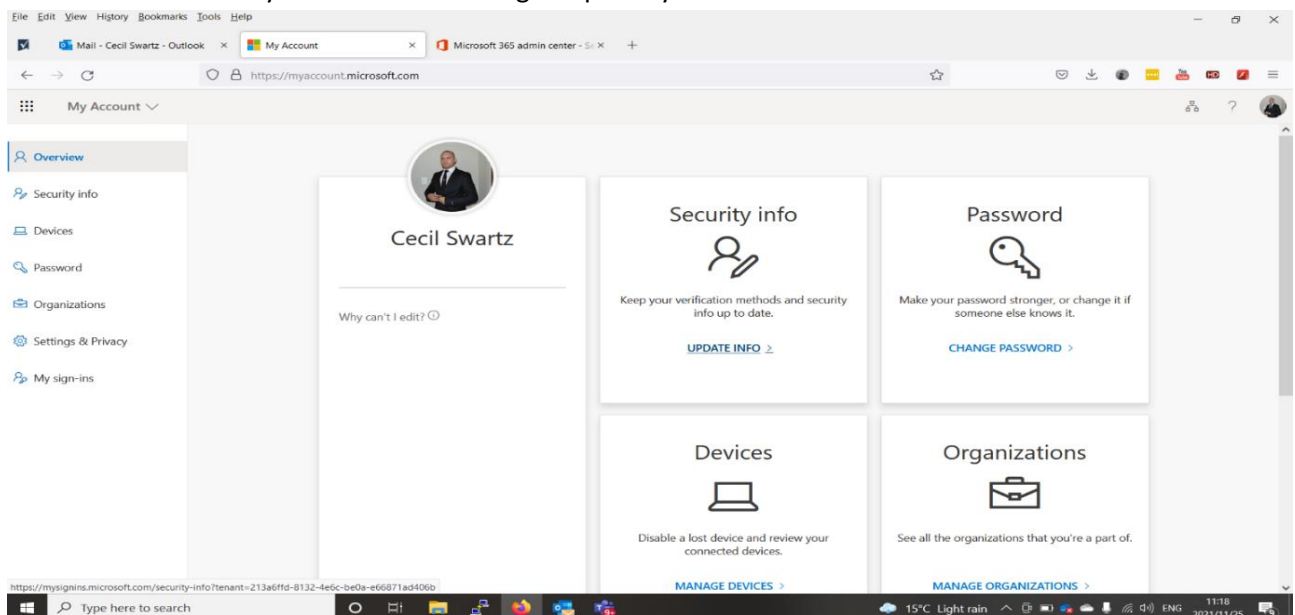 File Edit View History Bookmarks Tools Help
Mail - Cecil Swartz - Outlook
My Account
Microsoft 365 admin center - S
https://myaccount.microsoft.com
My Account
Overview
Security info
Devices
Password
Organizations
Settings & Privacy
My sign-ins
Cecil Swartz
Why can't I edit?
Security info
Keep your verification methods and security
info up to date.
UPDATE INFO >
Password
Make your password stronger, or change it if
someone else knows it.
CHANGE PASSWORD >
Devices
Disable a lost device and review your
connected devices.
MANAGE DEVICES >
Organizations
See all the organizations that you're a part of.
MANAGE ORGANIZATIONS >
https://mysignins.microsoft.com/security-info?tenant=213a6ffd-8132-4e6c-be0a-e66871ad406b
Type here to search
15°C Light rain
ENG
11:18
2021/11/25